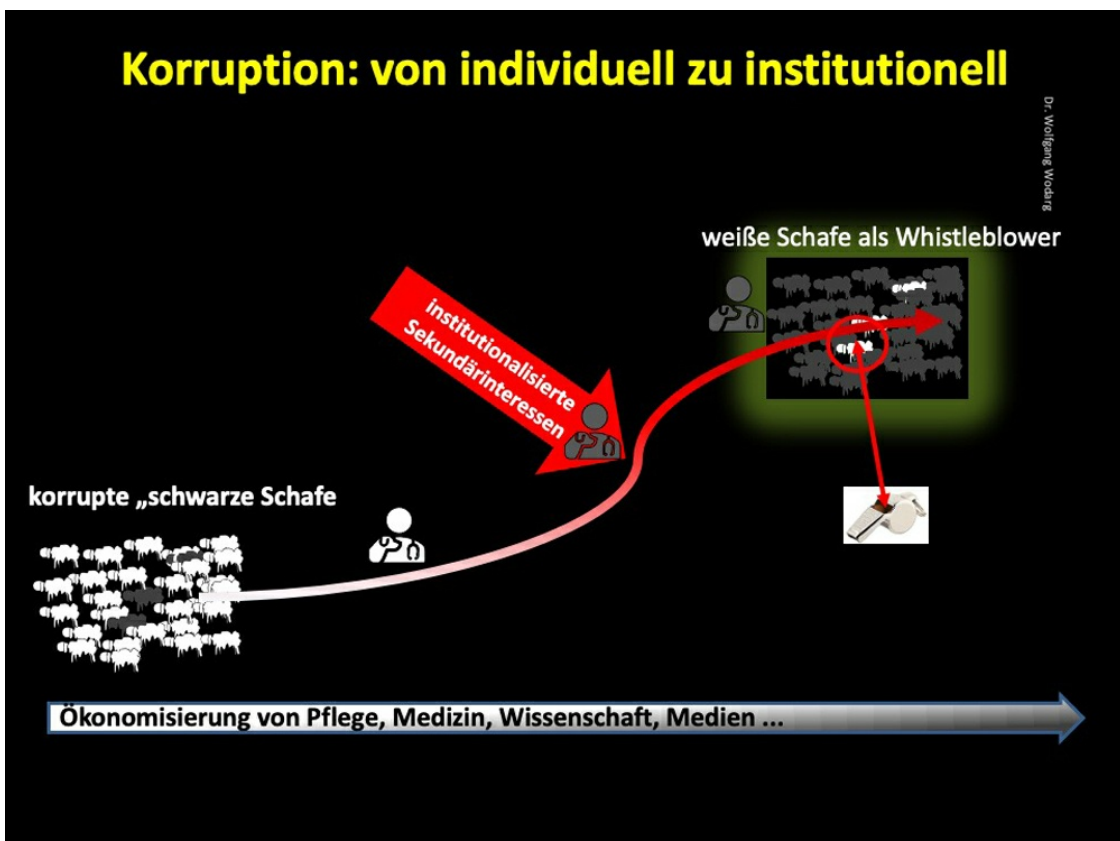 Korruption: von individuell zu institutionell
Dr. Wolfgang Wodarg
weiße Schafe als Whistleblower
institutionalisierte
Sekundärinteressen
korrupte „schwarze Schafe
Ökonomisierung von Pflege, Medizin, Wissenschaft, Medien ...